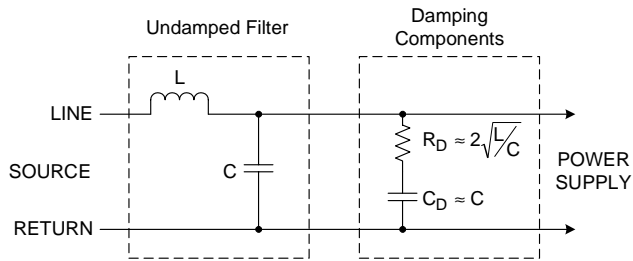 Undamped Filter
Damping
Components
L
LINE
SOURCE
RETURN
C
R_D ≈ 2√(L/C)
C_D ≈ C
POWER
SUPPLY